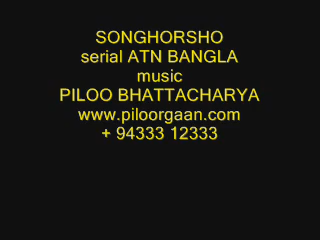 SONGHORSHO
serial ATN BANGLA
music
PILOO BHATTACHARYA
www.piloorgaan.com
+ 94333 12333